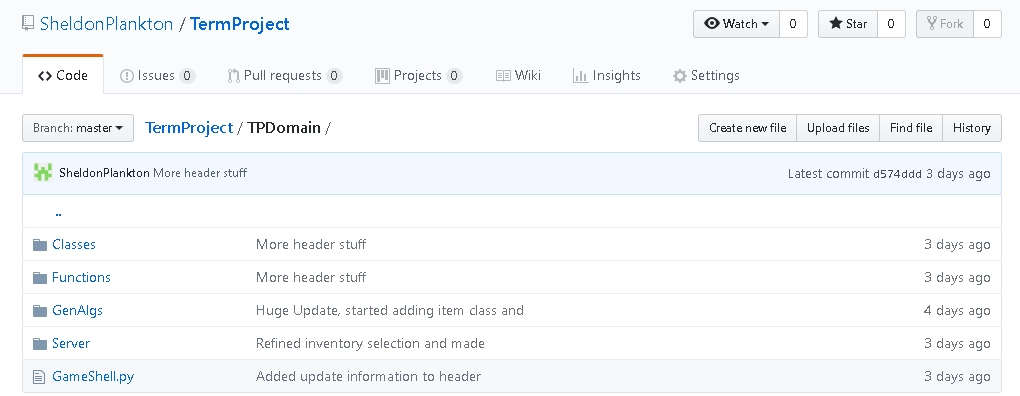 SheldonPlankton / TermProject Watch 0 Star 0 Fork 0
Code Issues 0 Pull requests 0 Projects 0 Wiki Insights Settings
Branch: master TermProject / TPDomain / Create new file Upload files Find file History
SheldonPlankton More header stuff Latest commit d574ddd 3 days ago
..
Classes More header stuff 3 days ago
Functions More header stuff 3 days ago
GenAlgs Huge Update, started adding item class and 4 days ago
Server Refined inventory selection and made 3 days ago
GameShell.py Added update information to header 3 days ago